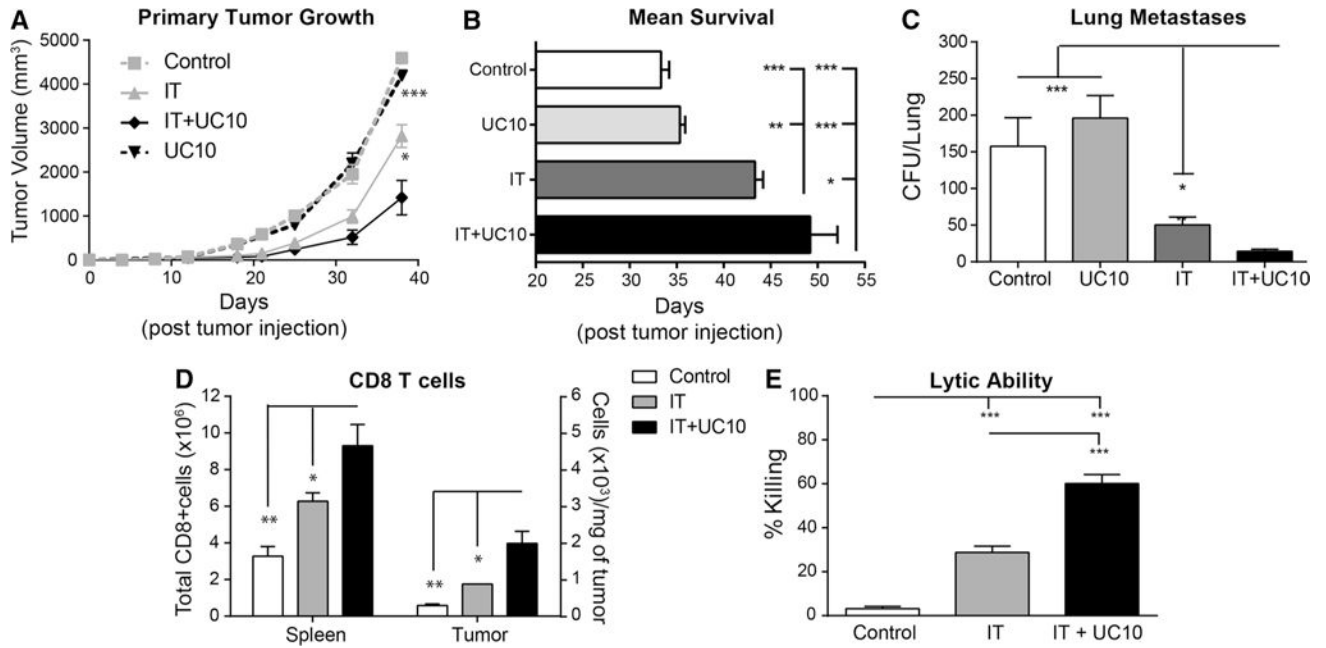 A Primary Tumor Growth
Tumor Volume (mm³)
5000
4000
3000
2000
1000
0
Control
IT
IT+UC10
UC10
***
*
0 10 20 30 40
Days
(post tumor injection)
B Mean Survival
Control
UC10
IT
IT+UC10
*** ***
** ***
*
20 25 30 35 40 45 50 55
Days
(post tumor injection)
C Lung Metastases
CFU/Lung
300
250
200
150
100
50
0
***
*
Control UC10 IT IT+UC10
D CD8 T cells
Total CD8+cells (x10⁶)
12
10
8
6
4
2
0
** *
** *
Spleen Tumor
6
5
4
3
2
1
0
Cells (x10³)/mg of tumor
Control
IT
IT+UC10
E Lytic Ability
% Killing
100
80
60
40
20
0
*** ***
***
Control IT IT + UC10